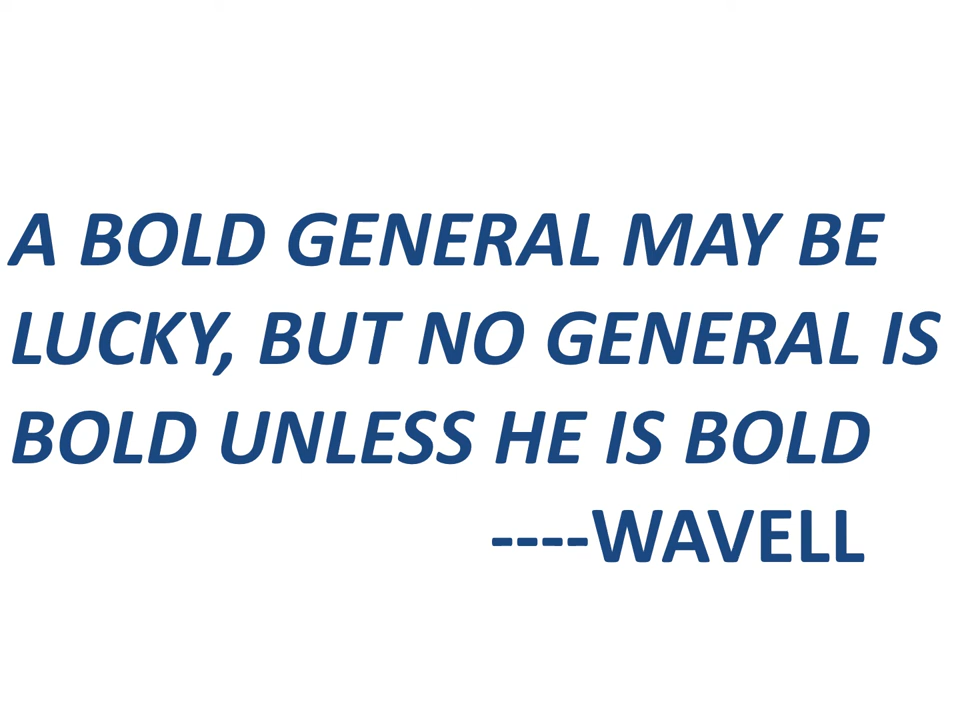 A BOLD GENERAL MAY BE
LUCKY, BUT NO GENERAL IS
BOLD UNLESS HE IS BOLD
----WAVELL